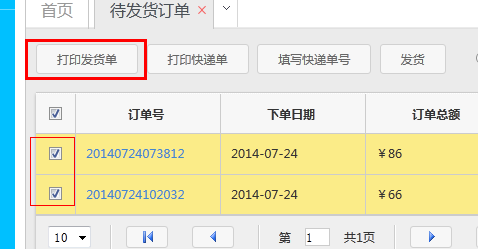 首页 待发货订单 ×
打印发货单 打印快递单 填写快递单号 发货
订单号 下单日期 订单总额
20140724073812 2014-07-24 ￥86
20140724102032 2014-07-24 ￥66
10 第 1 共1页